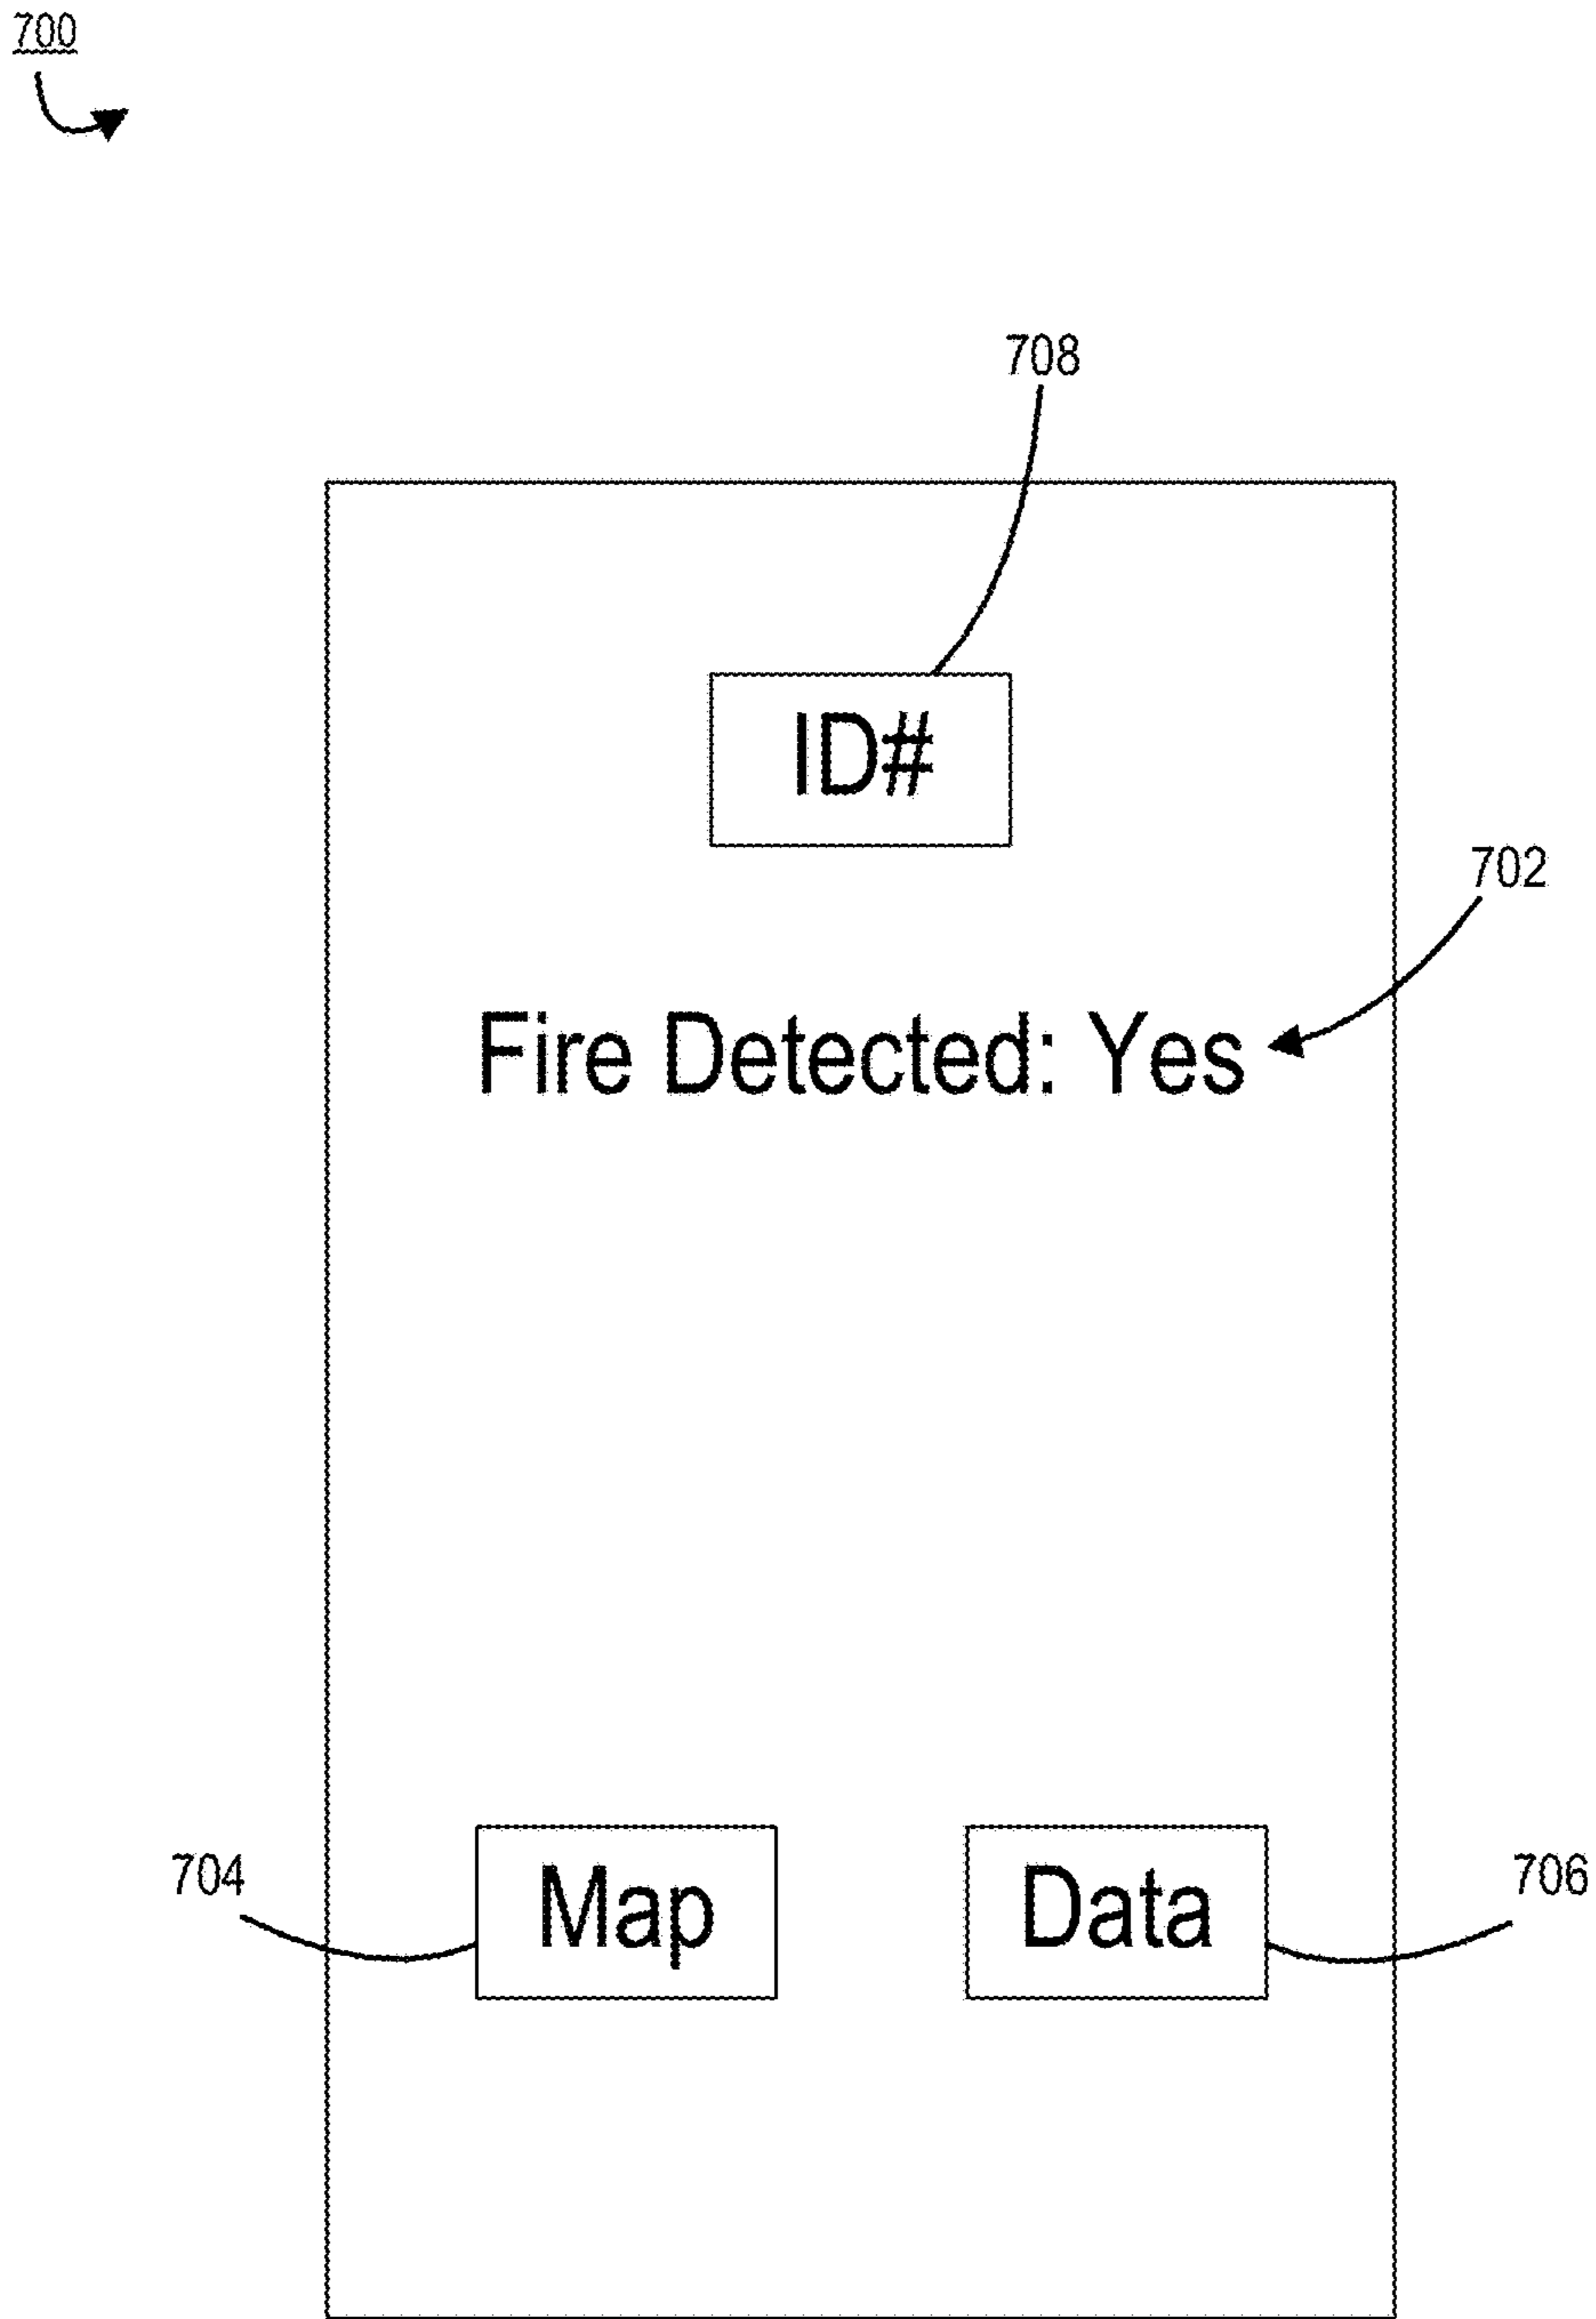 700
708
ID#
702
Fire Detected: Yes
704
Map
Data
706